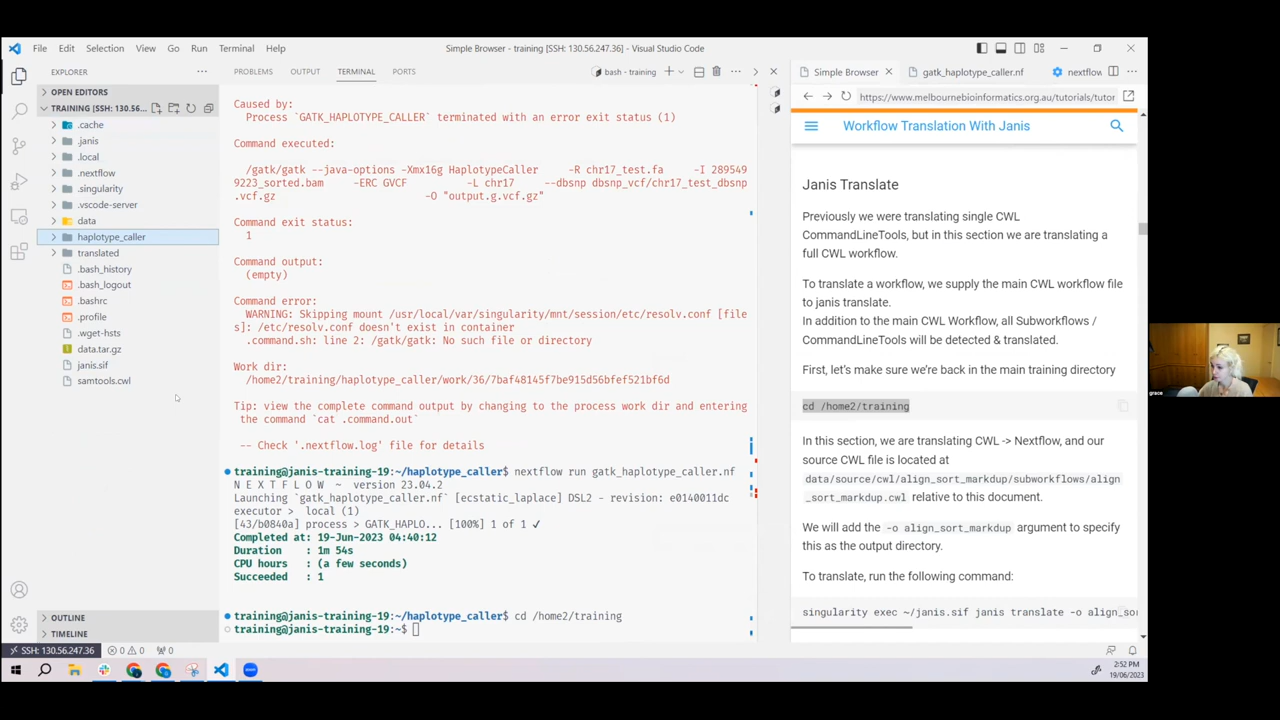 File Edit Selection View Go Run Terminal Help
Simple Browser - training [SSH: 130.56.247.36] - Visual Studio Code
EXPLORER
OPEN EDITORS
TRAINING [SSH: 130.56....
.cache
.janis
.local
.nextflow
.singularity
.vscode-server
data
haplotype_caller
translated
.bash_history
.bash_logout
.bashrc
.profile
.wget-hsts
data.tar.gz
janis.sif
samtools.cwl
OUTLINE
TIMELINE
PROBLEMS OUTPUT TERMINAL PORTS
bash - training
Caused by:
Process `GATK_HAPLOTYPE_CALLER` terminated with an error exit status (1)
Command executed:
/gatk/gatk --java-options -Xmx16g HaplotypeCaller -R chr17_test.fa -I 289549
9223_sorted.bam -ERC GVCF -L chr17 --dbsnp dbsnp_vcf/chr17_test_dbsnp
.vcf.gz -O "output.g.vcf.gz"
Command exit status:
1
Command output:
(empty)
Command error:
WARNING: Skipping mount /usr/local/var/singularity/mnt/session/etc/resolv.conf [file
s]: /etc/resolv.conf doesn't exist in container
.command.sh: line 2: /gatk/gatk: No such file or directory
Work dir:
/home2/training/haplotype_caller/work/36/7baf48145f7be915d56bfef521bf6d
Tip: view the complete command output by changing to the process work dir and entering
the command `cat .command.out`
-- Check '.nextflow.log' file for details
training@janis-training-19:~/haplotype_caller$ nextflow run gatk_haplotype_caller.nf
N E X T F L O W ~ version 23.04.2
Launching `gatk_haplotype_caller.nf` [ecstatic_laplace] DSL2 - revision: e0140011dc
executor > local (1)
[43/b0840a] process > GATK_HAPLO... [100%] 1 of 1 ✓
Completed at: 19-Jun-2023 04:40:12
Duration : 1m 54s
CPU hours : (a few seconds)
Succeeded : 1
training@janis-training-19:~/haplotype_caller$ cd /home2/training
training@janis-training-19:~$
Simple Browser gatk_haplotype_caller.nf nextflow
https://www.melbournebioinformatics.org.au/tutorials/tutor
Workflow Translation With Janis
Janis Translate
Previously we were translating single CWL
CommandLineTools, but in this section we are translating a
full CWL workflow.
To translate a workflow, we supply the main CWL workflow file
to janis translate.
In addition to the main CWL Workflow, all Subworkflows /
CommandLineTools will be detected & translated.
First, let's make sure we're back in the main training directory
cd /home2/training
In this section, we are translating CWL -> Nextflow, and our
source CWL file is located at
data/source/cwl/align_sort_markdup/subworkflows/align
_sort_markdup.cwl relative to this document.
We will add the -o align_sort_markdup argument to specify
this as the output directory.
To translate, run the following command:
singularity exec ~/janis.sif janis translate -o align_sor
SSH: 130.56.247.36 0 0 0
2:52 PM
19/06/2023
grace